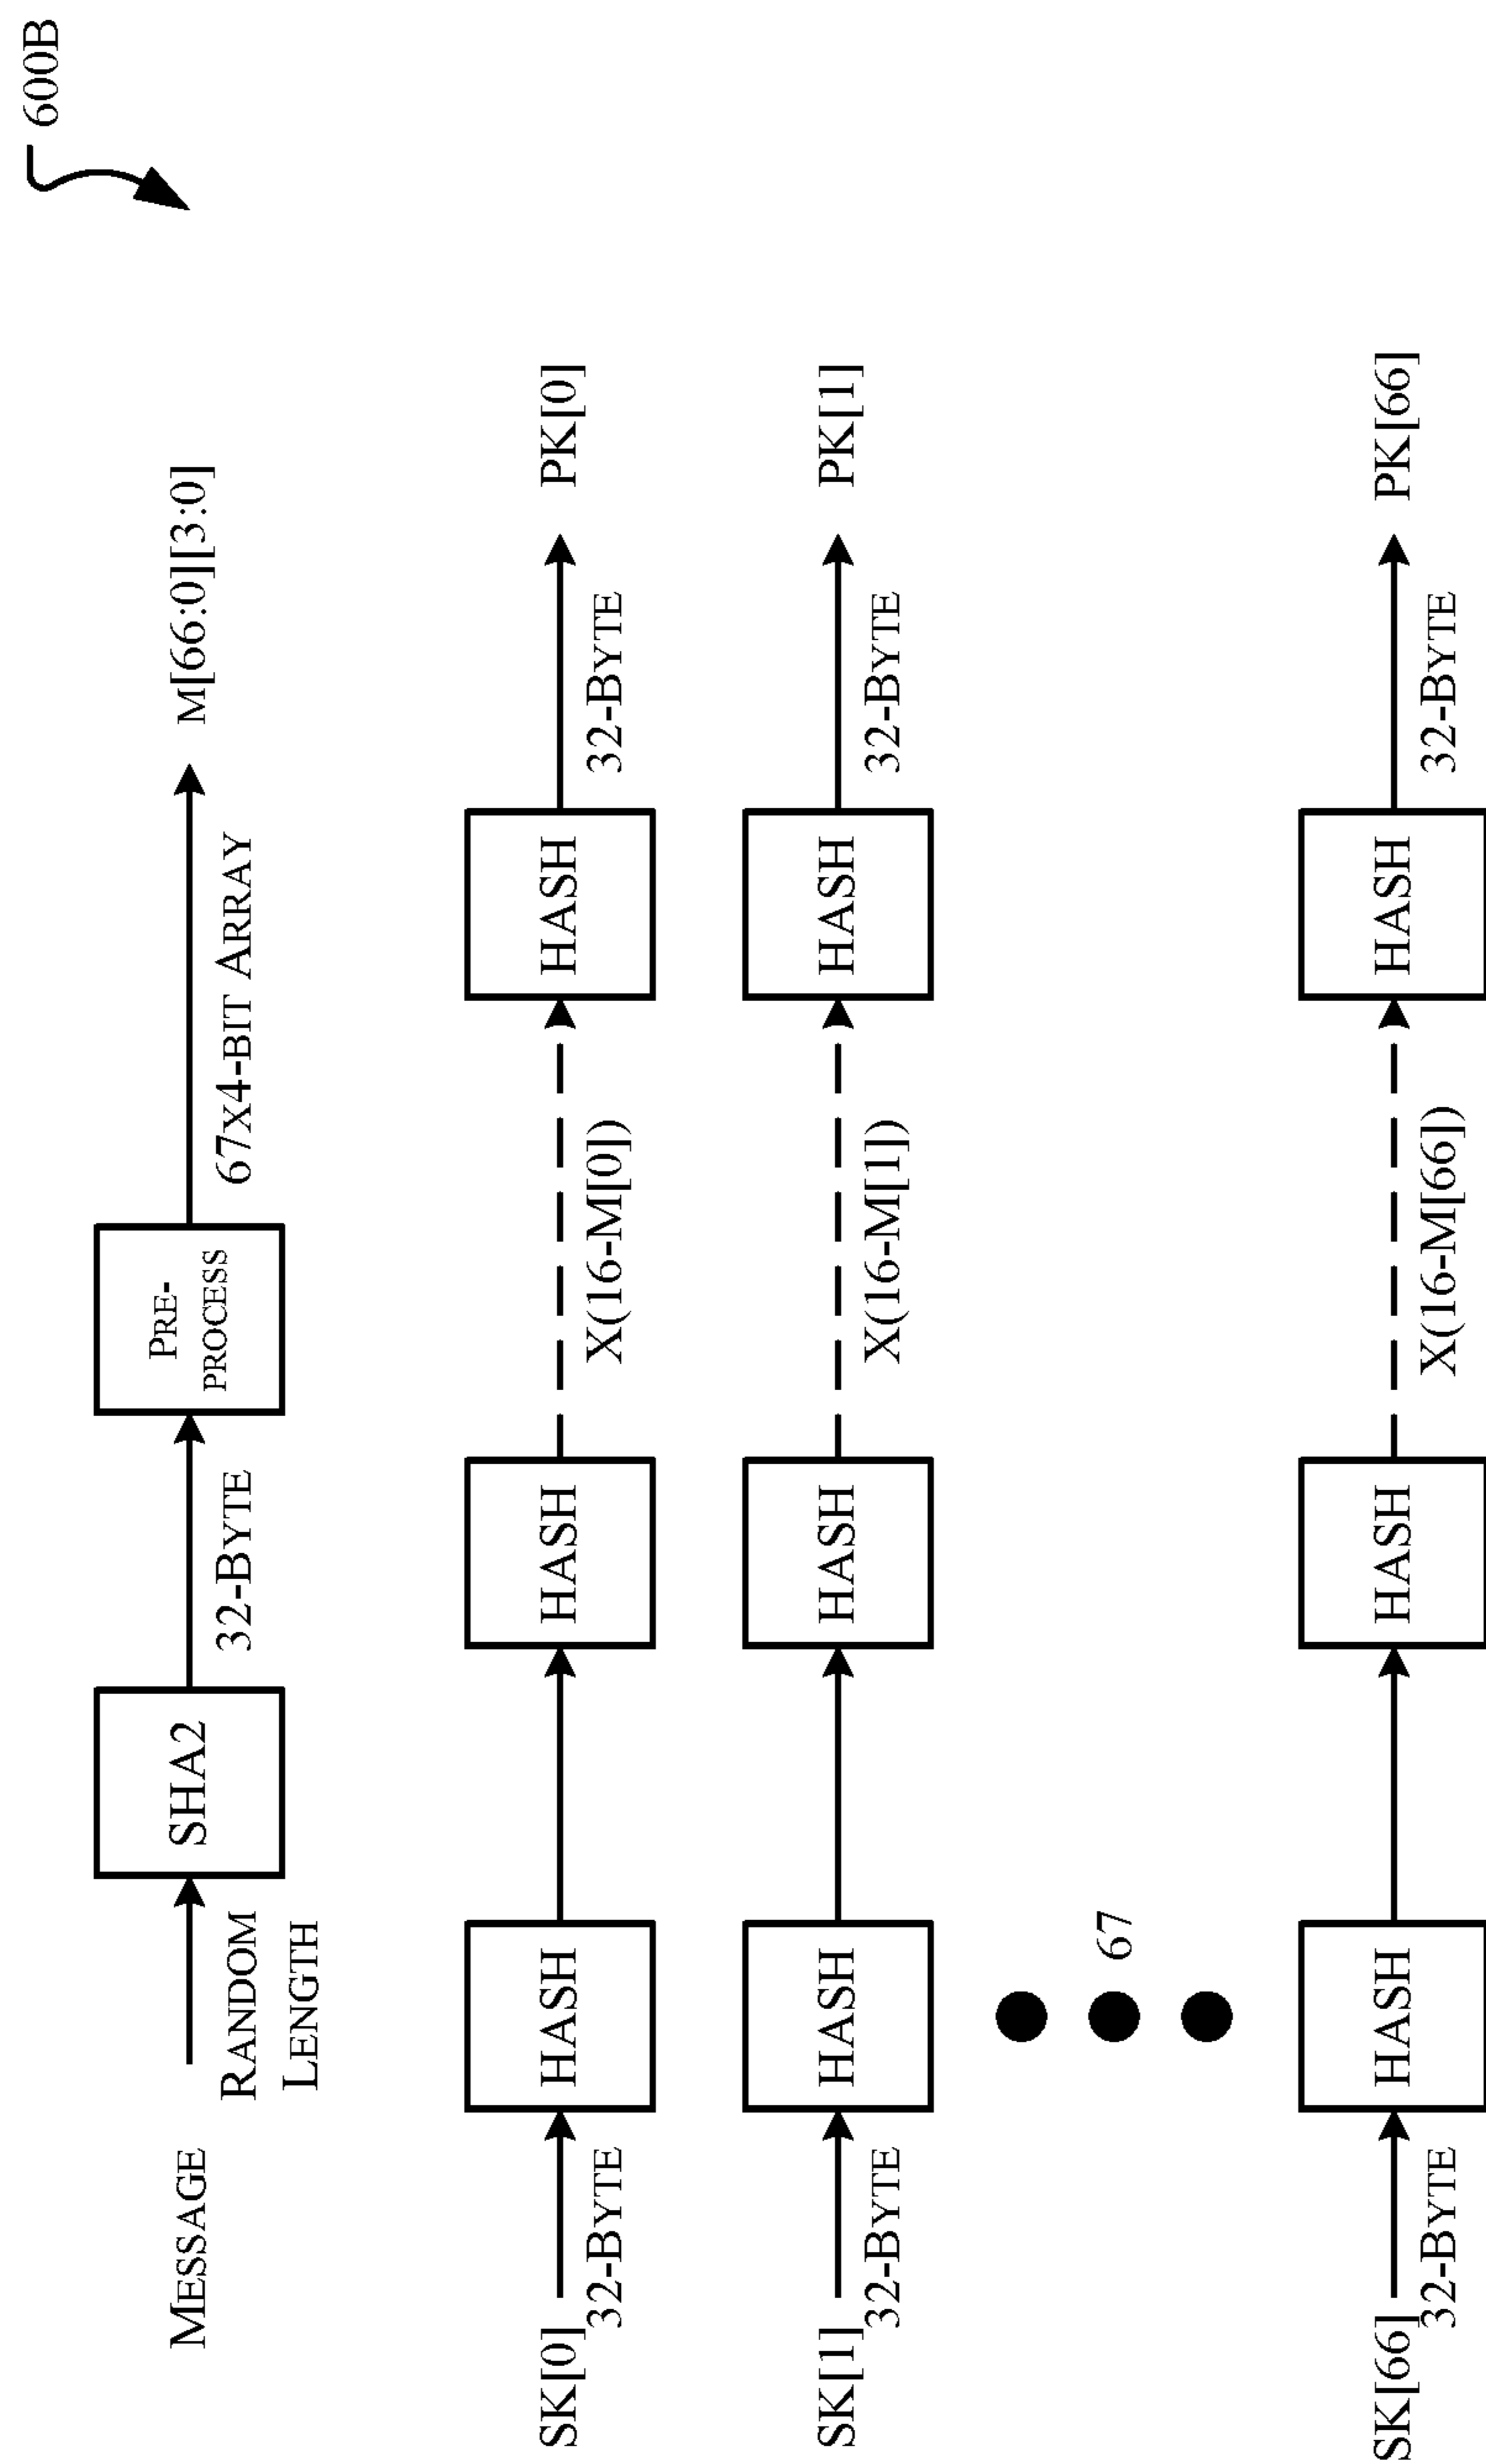 600B
MESSAGE
RANDOM
LENGTH
SHA2
32-BYTE
PRE-
PROCESS
67X4-BIT ARRAY
M[66:0][3:0]
SK[0]
32-BYTE
HASH
HASH
X(16-M[0])
HASH
32-BYTE
PK[0]
SK[1]
32-BYTE
HASH
HASH
X(16-M[1])
HASH
32-BYTE
PK[1]
67
SK[66]
32-BYTE
HASH
HASH
X(16-M[66])
HASH
32-BYTE
PK[66]